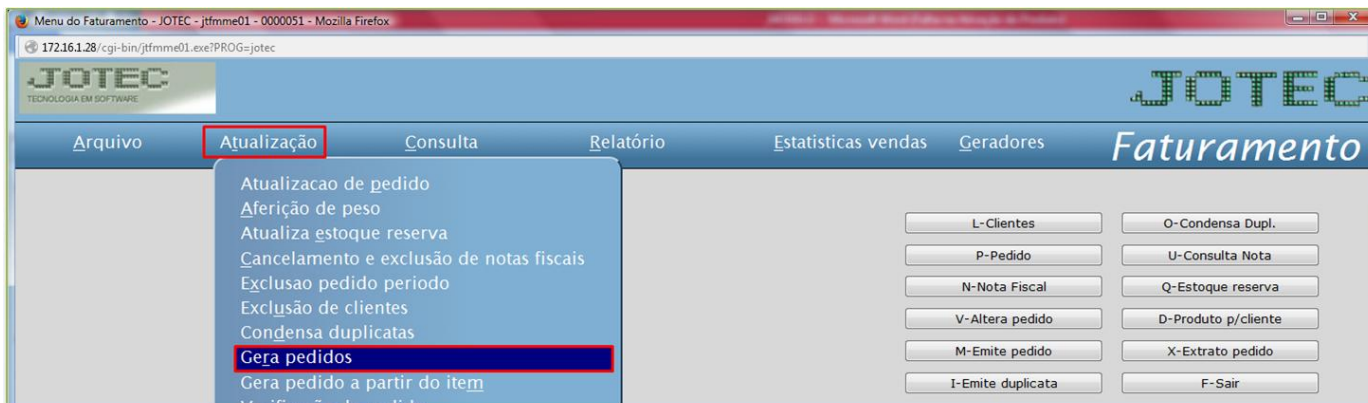 Menu do Faturamento - JOTEC - jtfmme01 - 0000051 - Mozilla Firefox
172.16.1.28/cgi-bin/jtfmme01.exe?PROG=jotec
JOTEC
TECNOLOGIA EM SOFTWARE
JOTEC
Arquivo Atualização Consulta Relatório Estatisticas vendas Geradores Faturamento
Atualizacao de pedido
Aferição de peso
Atualiza estoque reserva
Cancelamento e exclusão de notas fiscais
Exclusao pedido periodo
Exclusão de clientes
Condensa duplicatas
Gera pedidos
Gera pedido a partir do item
L-Clientes O-Condensa Dupl.
P-Pedido U-Consulta Nota
N-Nota Fiscal Q-Estoque reserva
V-Altera pedido D-Produto p/cliente
M-Emite pedido X-Extrato pedido
I-Emite duplicata F-Sair